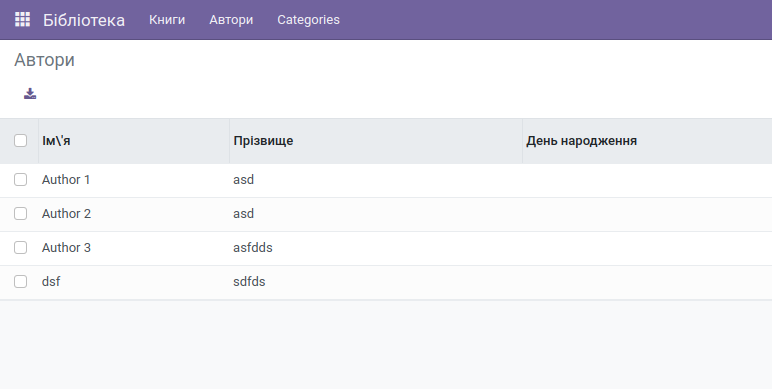 Бібліотека Книги Автори Categories
Автори
Ім\'я Прізвище День народження
Author 1 asd
Author 2 asd
Author 3 asfdds
dsf sdfds